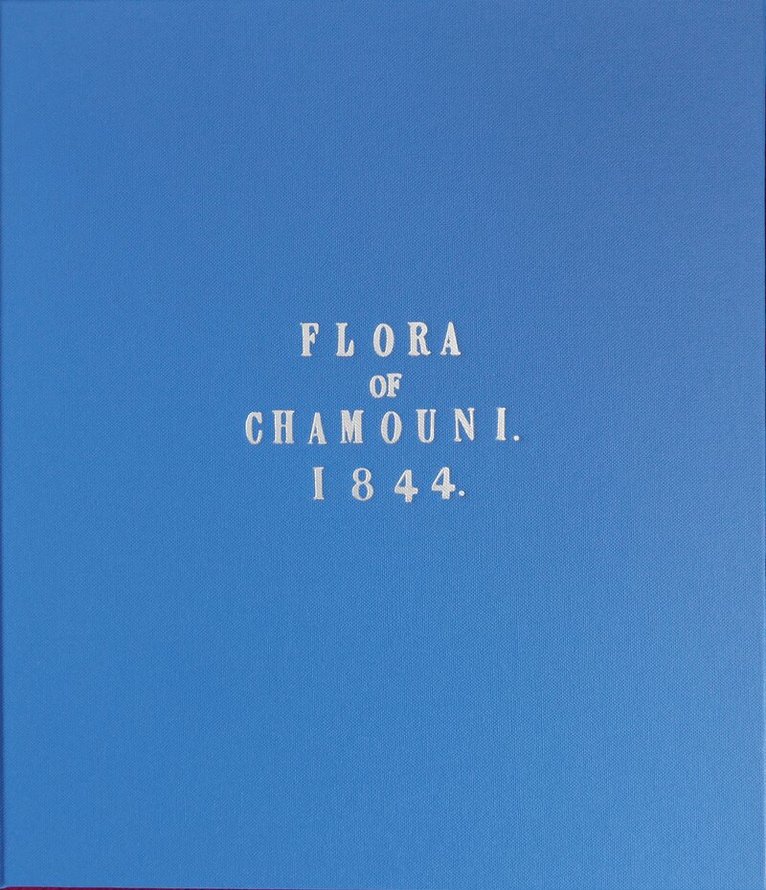 FLORA
OF
CHAMOUNI.
1844.